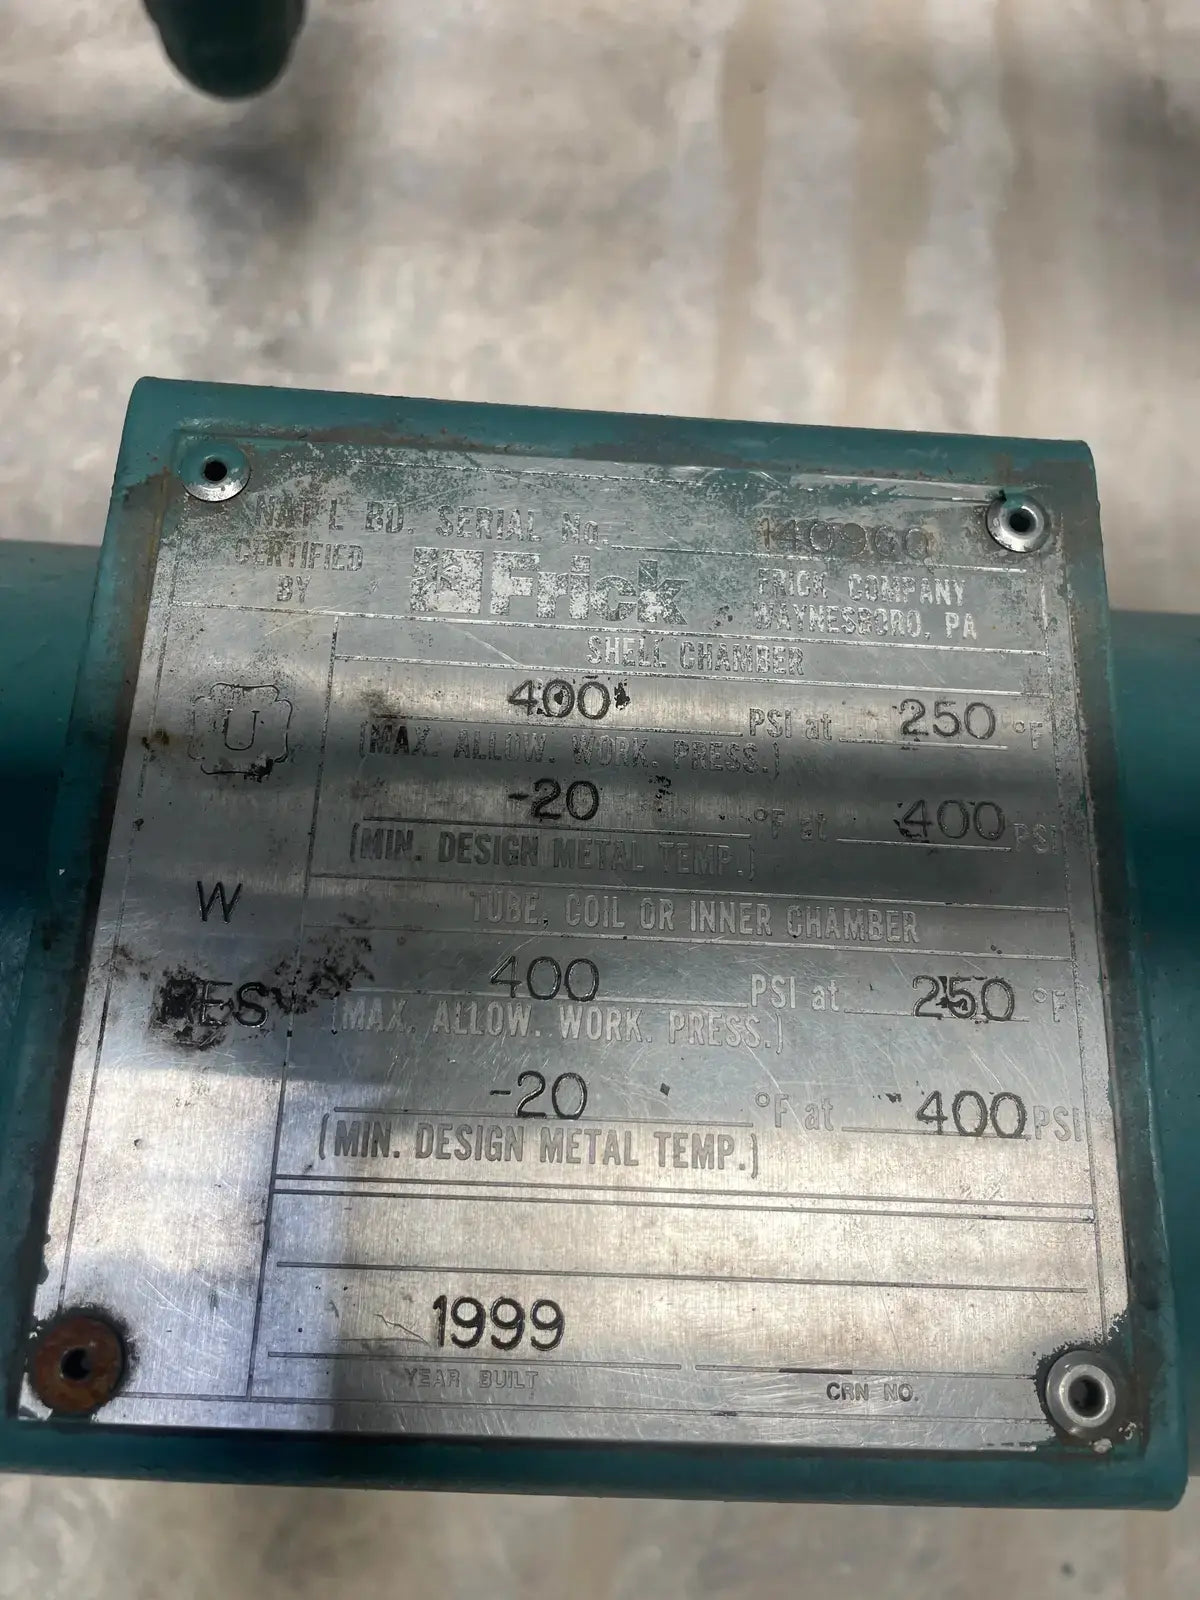 NAT'L BD. SERIAL No. 140960
CERTIFIED BY
Frick
FRICK COMPANY
WAYNESBORO, PA
SHELL CHAMBER
U
400 PSI at 250 °F
(MAX. ALLOW. WORK. PRESS.)
-20 °F at 400 PSI
(MIN. DESIGN METAL TEMP.)
W
TUBE, COIL OR INNER CHAMBER
RES
400 PSI at 250 °F
(MAX. ALLOW. WORK. PRESS.)
-20 °F at 400 PSI
(MIN. DESIGN METAL TEMP.)
1999
YEAR BUILT
CRN NO.